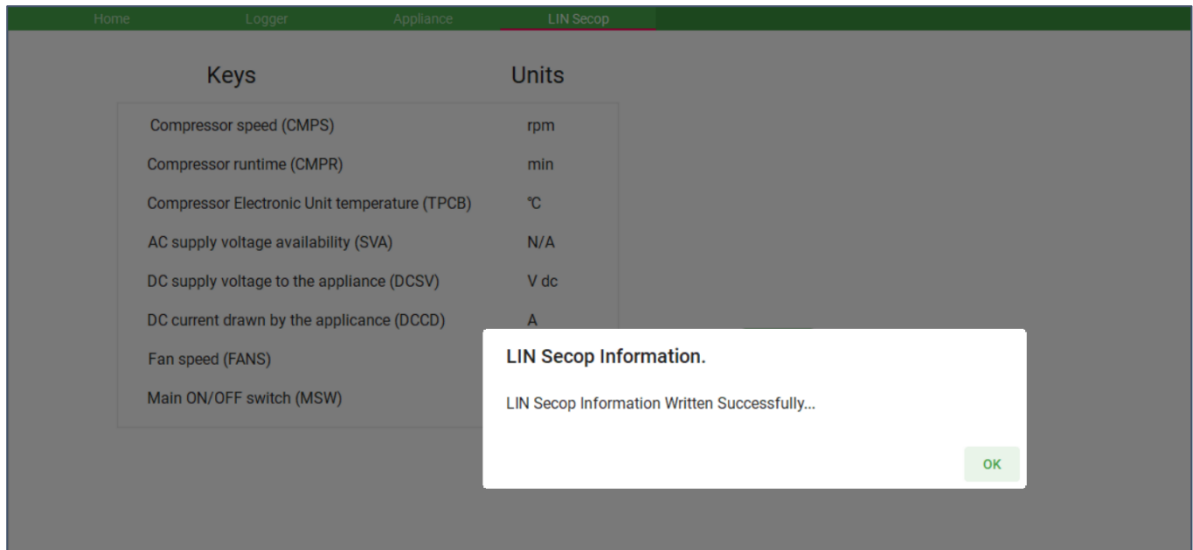 Home Logger Appliance LIN Secop
Keys Units
Compressor speed (CMPS) rpm
Compressor runtime (CMPR) min
Compressor Electronic Unit temperature (TPCB) °C
AC supply voltage availability (SVA) N/A
DC supply voltage to the appliance (DCSV) V dc
DC current drawn by the applicance (DCCD) A
Fan speed (FANS)
Main ON/OFF switch (MSW)
LIN Secop Information.
LIN Secop Information Written Successfully...
OK